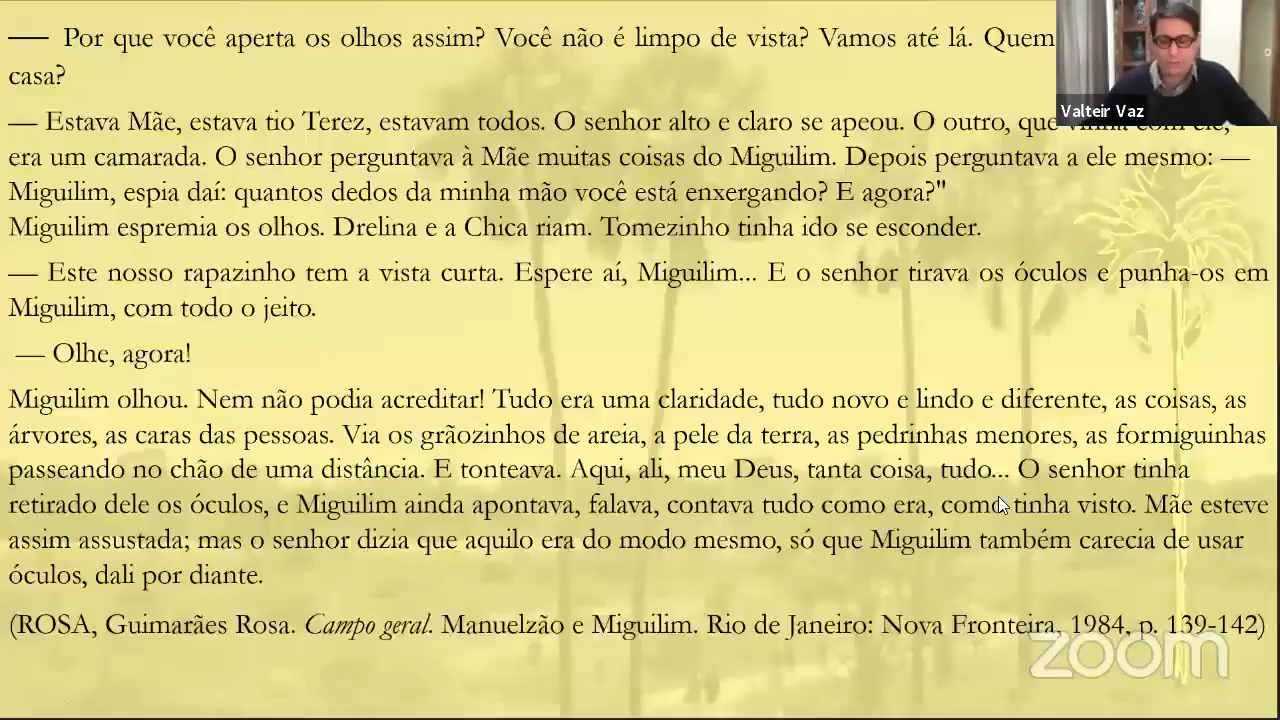 — Por que você aperta os olhos assim? Você não é limpo de vista? Vamos até lá. Quem
casa?
— Estava Mãe, estava tio Terez, estavam todos. O senhor alto e claro se apeou. O outro, que vinha com ele,
era um camarada. O senhor perguntava à Mãe muitas coisas do Miguilim. Depois perguntava a ele mesmo: —
Miguilim, espia daí: quantos dedos da minha mão você está enxergando? E agora?"
Miguilim espremia os olhos. Drelina e a Chica riam. Tomezinho tinha ido se esconder.
— Este nosso rapazinho tem a vista curta. Espere aí, Miguilim... E o senhor tirava os óculos e punha-os em
Miguilim, com todo o jeito.
— Olhe, agora!
Miguilim olhou. Nem não podia acreditar! Tudo era uma claridade, tudo novo e lindo e diferente, as coisas, as
árvores, as caras das pessoas. Via os grãozinhos de areia, a pele da terra, as pedrinhas menores, as formiguinhas
passeando no chão de uma distância. E tonteava. Aqui, ali, meu Deus, tanta coisa, tudo... O senhor tinha
retirado dele os óculos, e Miguilim ainda apontava, falava, contava tudo como era, como tinha visto. Mãe esteve
assim assustada; mas o senhor dizia que aquilo era do modo mesmo, só que Miguilim também carecia de usar
óculos, dali por diante.
(ROSA, Guimarães Rosa. Campo geral. Manuelzão e Miguilim. Rio de Janeiro: Nova Fronteira, 1984, p. 139-142)
Valteir Vaz
zoom